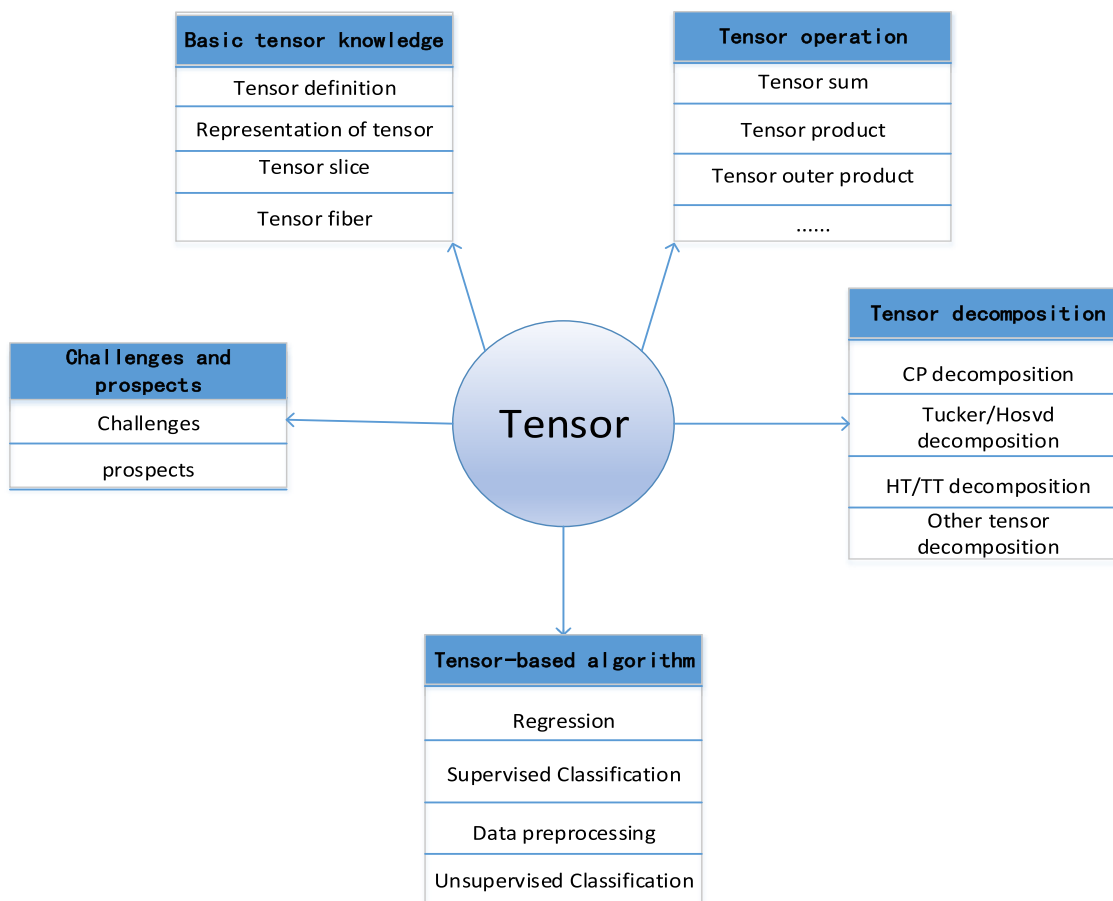 Basic tensor knowledge
Tensor definition
Representation of tensor
Tensor slice
Tensor fiber
Tensor operation
Tensor sum
Tensor product
Tensor outer product
......
Challenges and
prospects
Challenges
prospects
Tensor
Tensor decomposition
CP decomposition
Tucker/Hosvd
decomposition
HT/TT decomposition
Other tensor
decomposition
Tensor-based algorithm
Regression
Supervised Classification
Data preprocessing
Unsupervised Classification